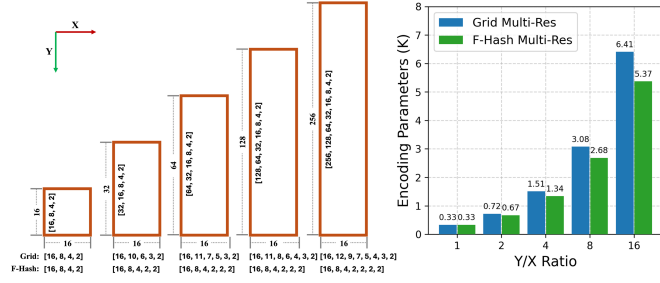 X
Y
16
[16, 8, 4, 2]
16
32
[32, 16, 8, 4, 2]
16
64
[64, 32, 16, 8, 4, 2]
16
128
[128, 64, 32, 16, 8, 4, 2]
16
256
[256, 128, 64, 32, 16, 8, 4, 2]
16
Grid: [16, 8, 4, 2] [16, 10, 6, 3, 2] [16, 11, 7, 5, 3, 2] [16, 11, 8, 6, 4, 3, 2] [16, 12, 9, 7, 5, 4, 3, 2]
F-Hash: [16, 8, 4, 2] [16, 8, 4, 2, 2] [16, 8, 4, 2, 2, 2] [16, 8, 4, 2, 2, 2] [16, 8, 4, 2, 2, 2, 2]
Encoding Parameters (K)
8
7
6
5
4
3
2
1
0
Grid Multi-Res
F-Hash Multi-Res
0.33 0.33
0.72 0.67
1.51 1.34
3.08 2.68
6.41 5.37
1 2 4 8 16
Y/X Ratio